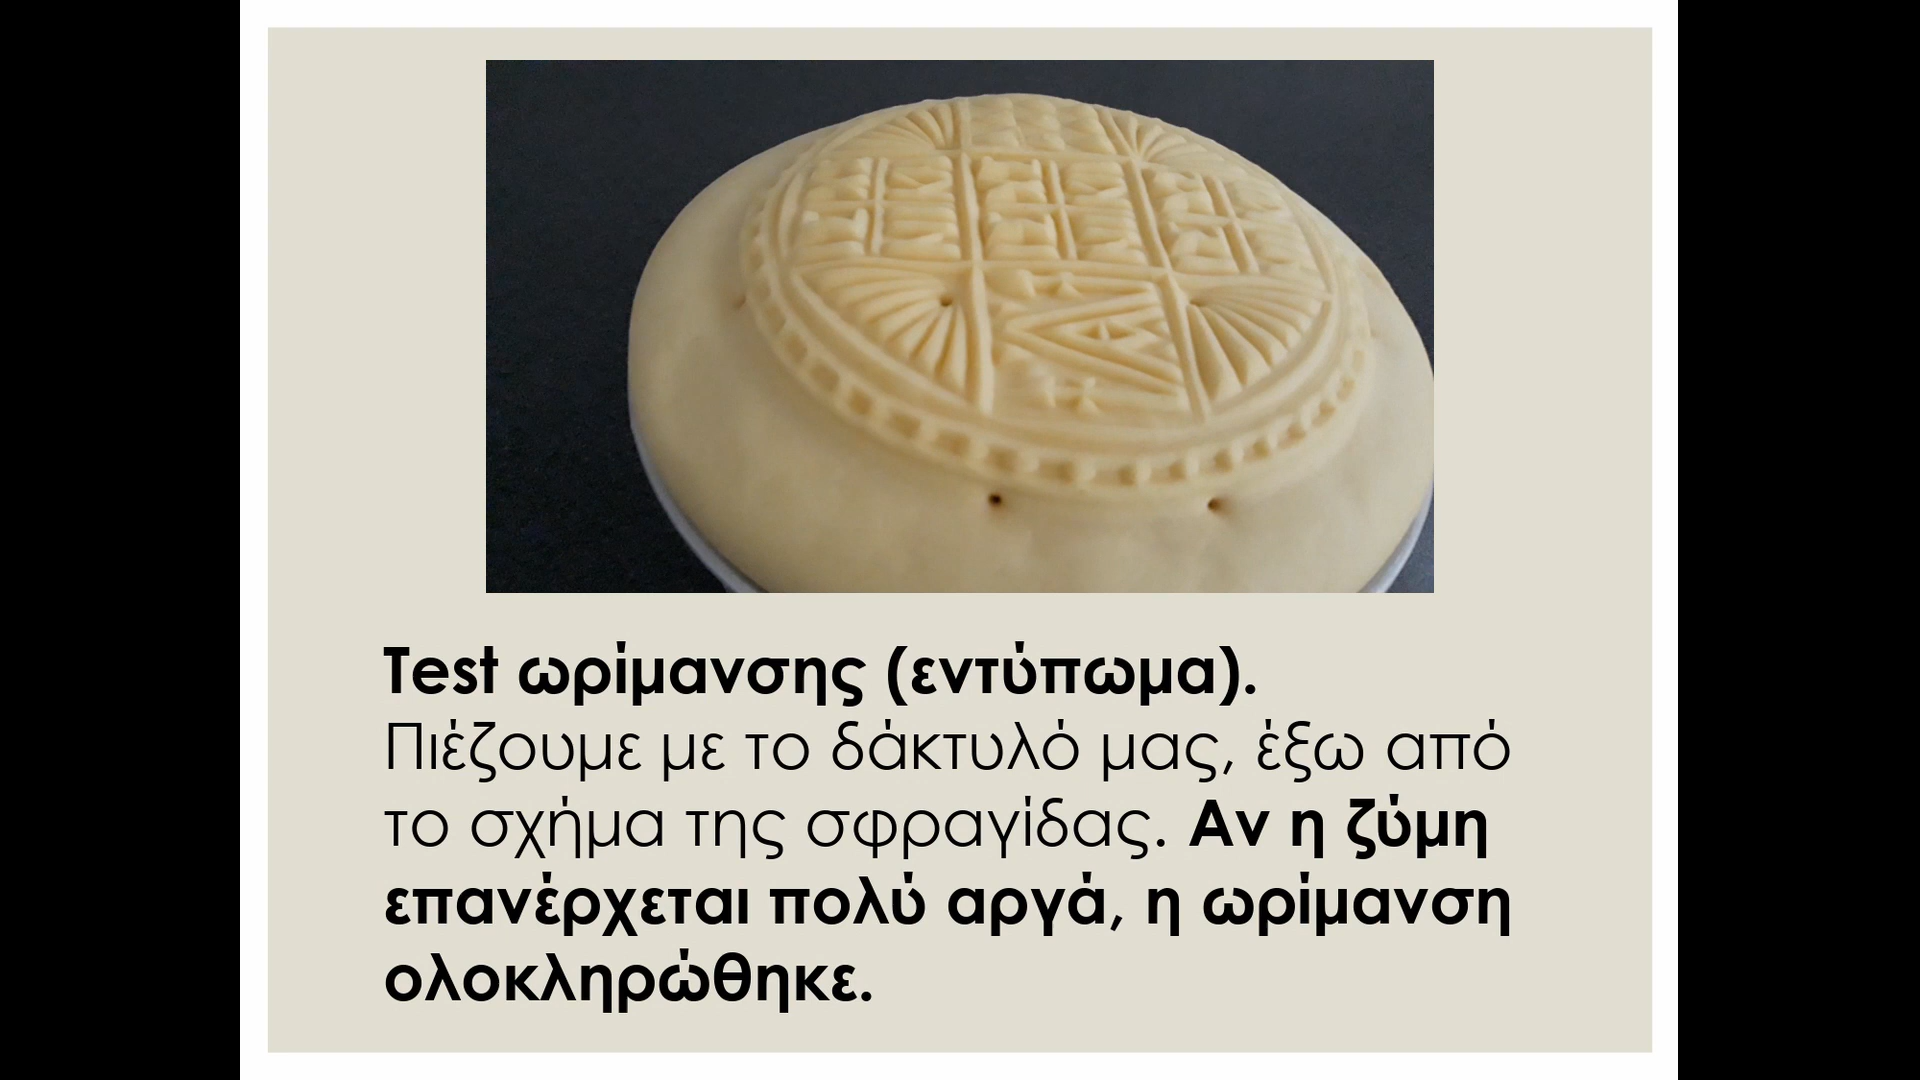 Test ωρίμανσης (εντύπωμα).
Πιέζουμε με το δάκτυλό μας, έξω από
το σχήμα της σφραγίδας. Αν η ζύμη
επανέρχεται πολύ αργά, η ωρίμανση
ολοκληρώθηκε.